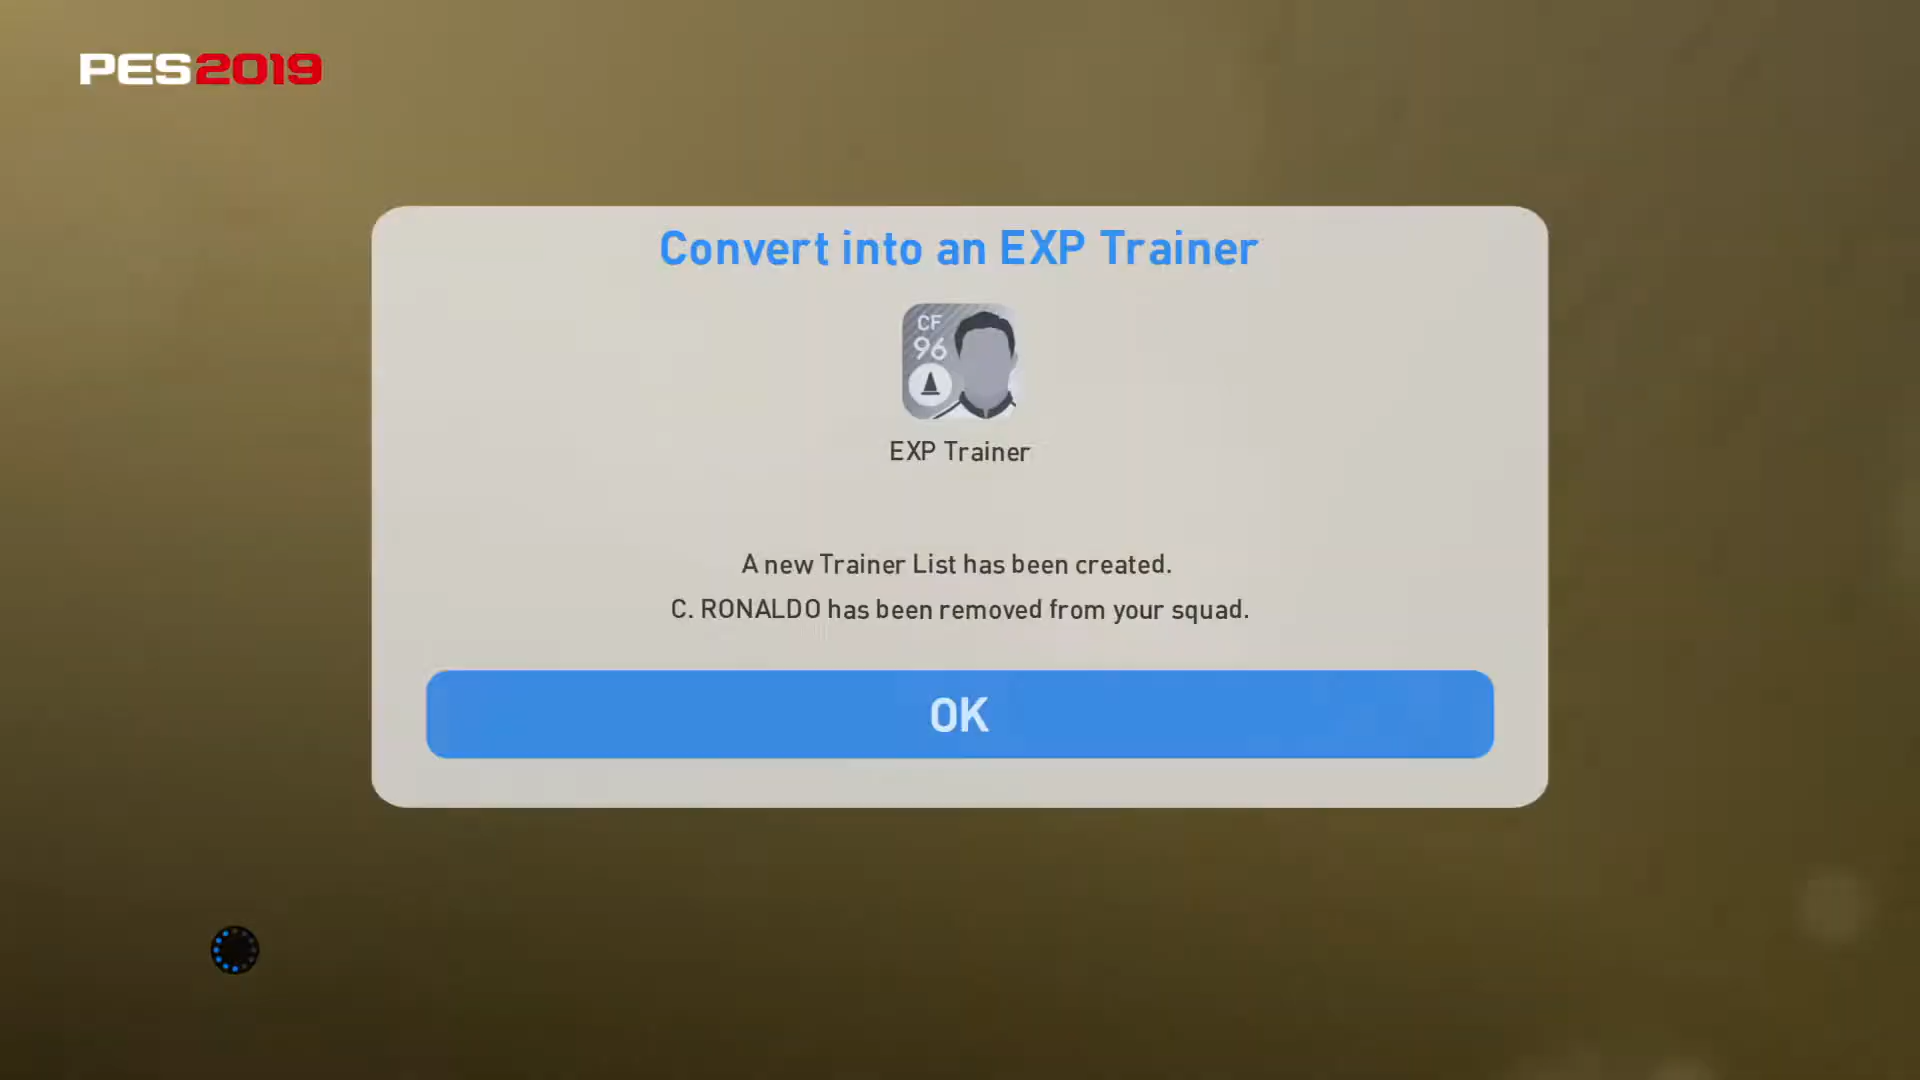 PES2019
Convert into an EXP Trainer
CF
96
EXP Trainer
A new Trainer List has been created.
C. RONALDO has been removed from your squad.
OK